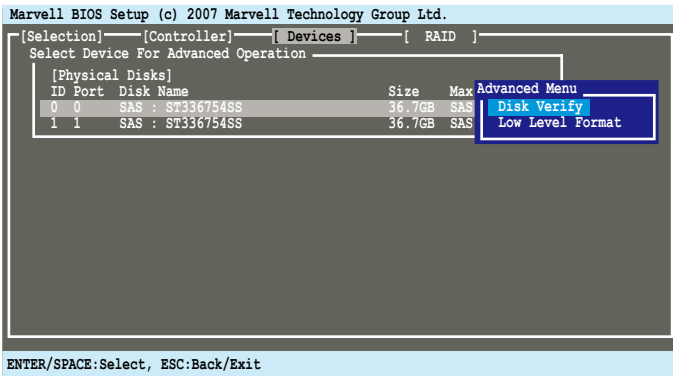 Marvell BIOS Setup (c) 2007 Marvell Technology Group Ltd.
[Selection] [Controller] [ Devices ] [ RAID ]
Select Device For Advanced Operation
[Physical Disks]
ID Port Disk Name Size Max
0 0 SAS : ST336754SS 36.7GB SAS
1 1 SAS : ST336754SS 36.7GB SAS
Advanced Menu
Disk Verify
Low Level Format
ENTER/SPACE:Select, ESC:Back/Exit